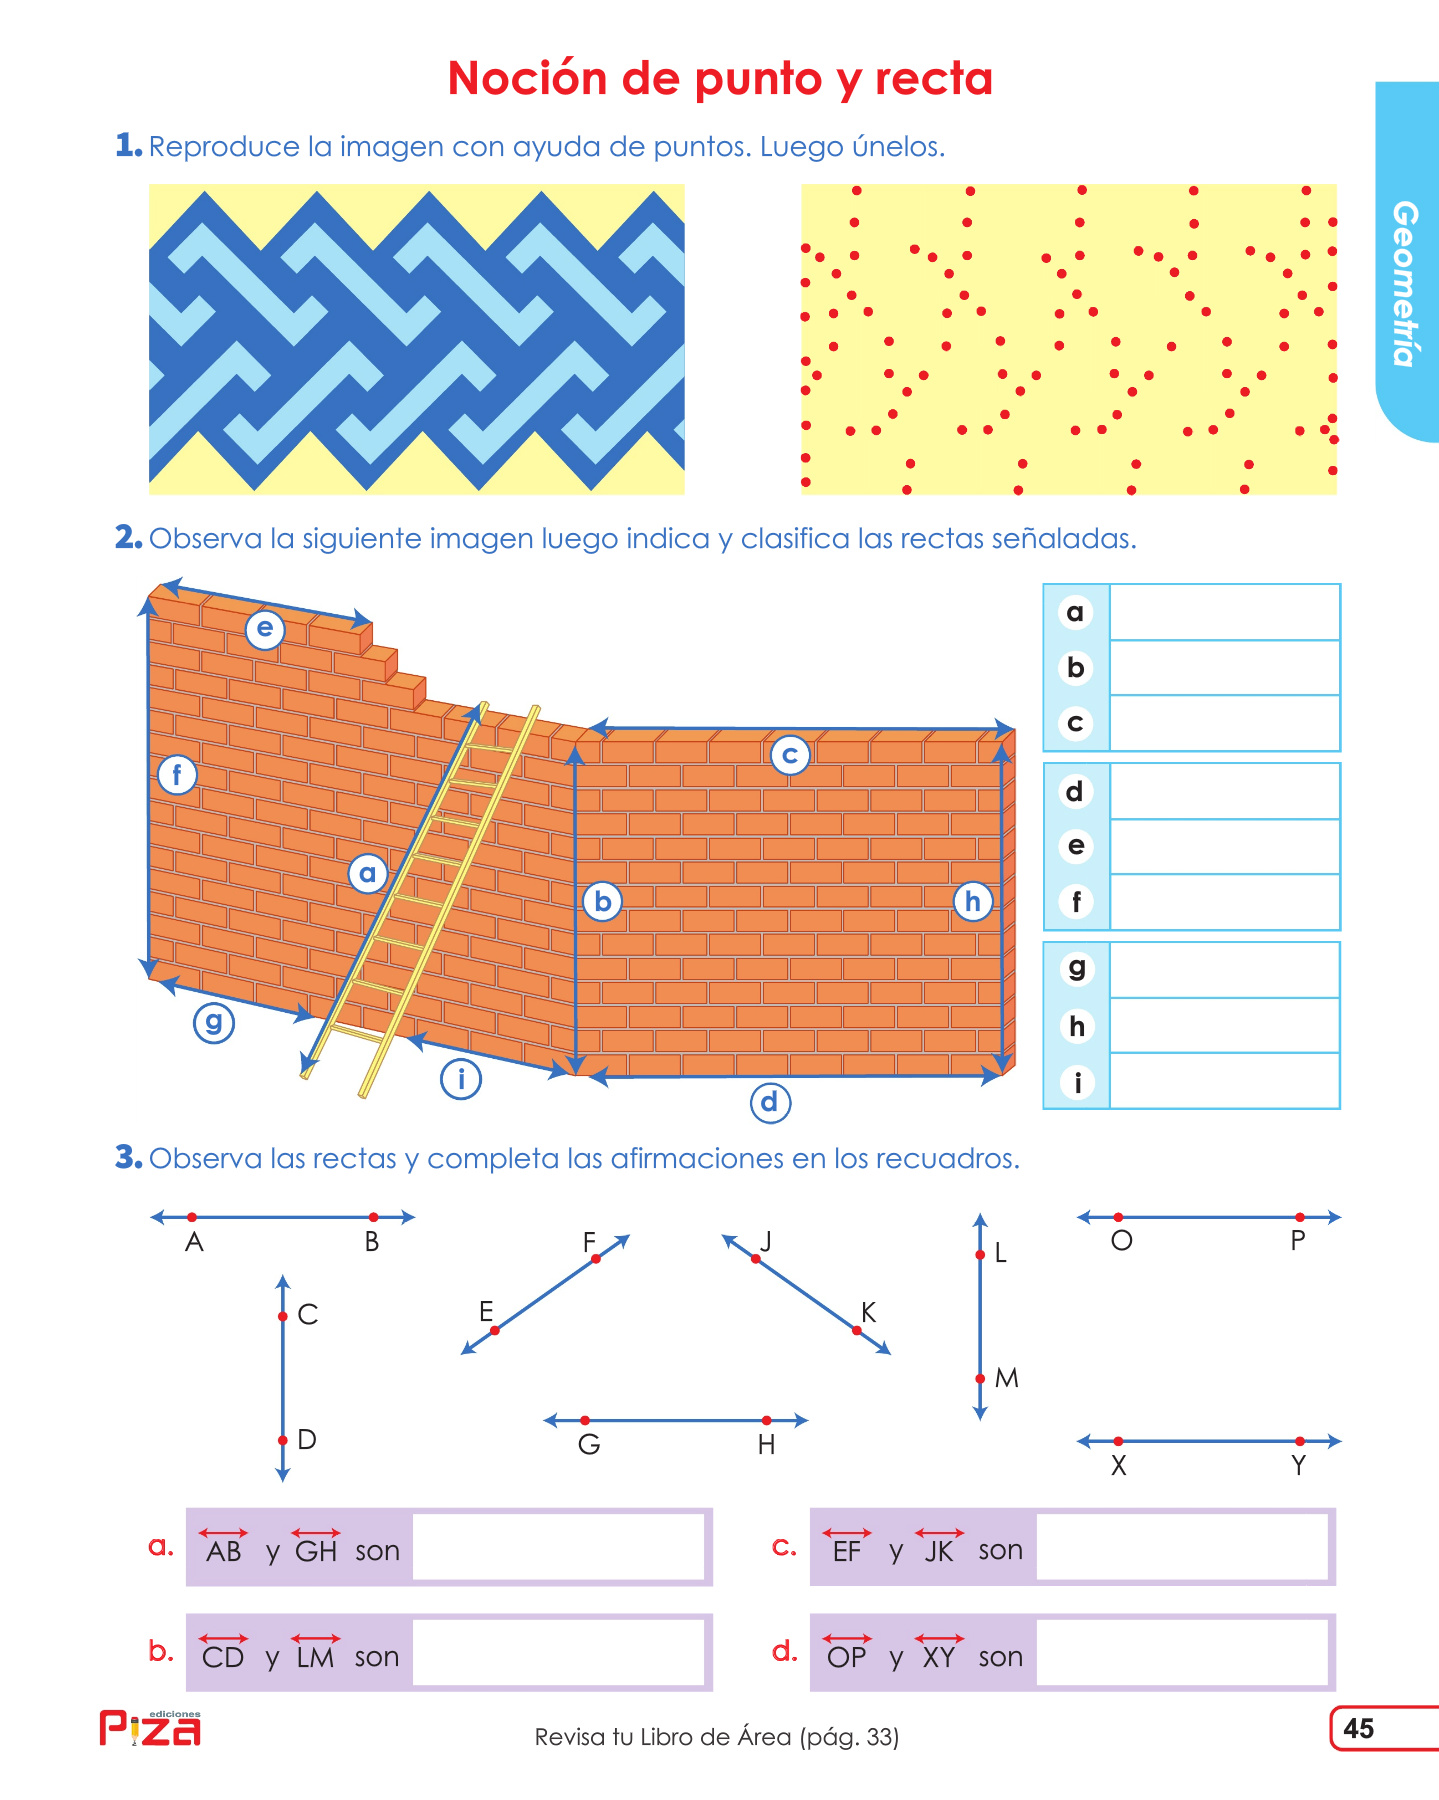 Noción de punto y recta
Geometría
1. Reproduce la imagen con ayuda de puntos. Luego únelos.
2. Observa la siguiente imagen luego indica y clasifica las rectas señaladas.
e
f
a
g
i
b
c
h
d
a
b
c
d
e
f
g
h
i
3. Observa las rectas y completa las afirmaciones en los recuadros.
A B
C
D
E
F
J
K
G H
L
M
O P
X Y
a. AB y GH son
c. EF y JK son
b. CD y LM son
d. OP y XY son
ediciones
Piza
Revisa tu Libro de Área (pág. 33)
45